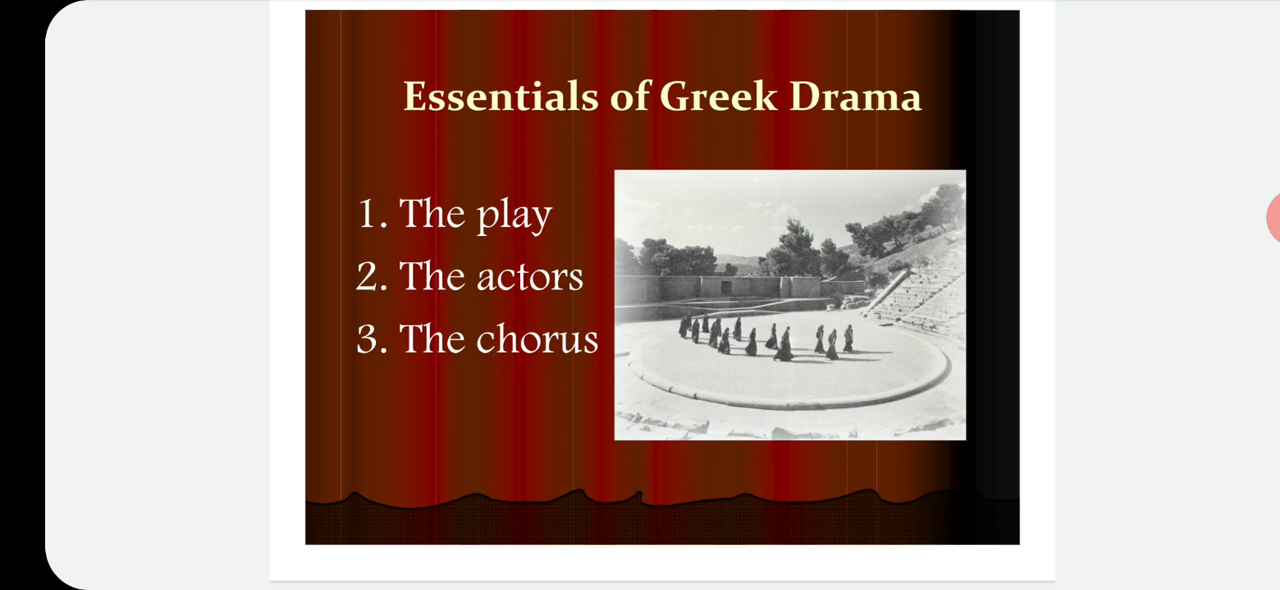 Essentials of Greek Drama
1. The play
2. The actors
3. The chorus